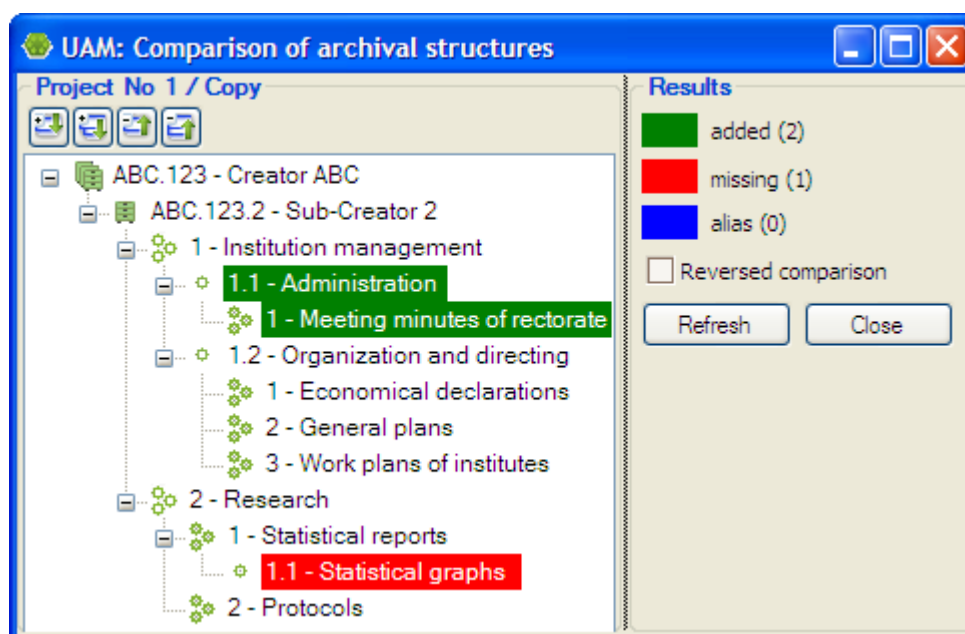 UAM: Comparison of archival structures
Project No 1 / Copy
ABC.123 - Creator ABC
ABC.123.2 - Sub-Creator 2
1 - Institution management
1.1 - Administration
1 - Meeting minutes of rectorate
1.2 - Organization and directing
1 - Economical declarations
2 - General plans
3 - Work plans of institutes
2 - Research
1 - Statistical reports
1.1 - Statistical graphs
2 - Protocols
Results
added (2)
missing (1)
alias (0)
Reversed comparison
Refresh Close